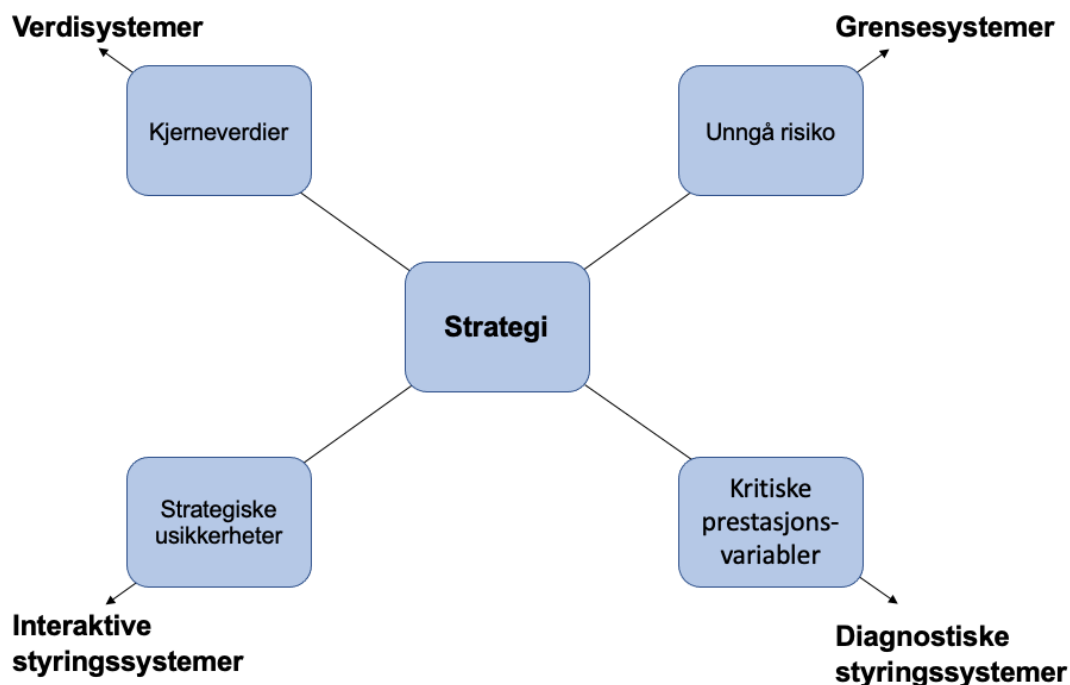 Verdisystemer
Grensesystemer
Kjerneverdier
Unngå risiko
Strategi
Strategiske
usikkerheter
Kritiske
prestasjons-
variabler
Interaktive
styringssystemer
Diagnostiske
styringssystemer